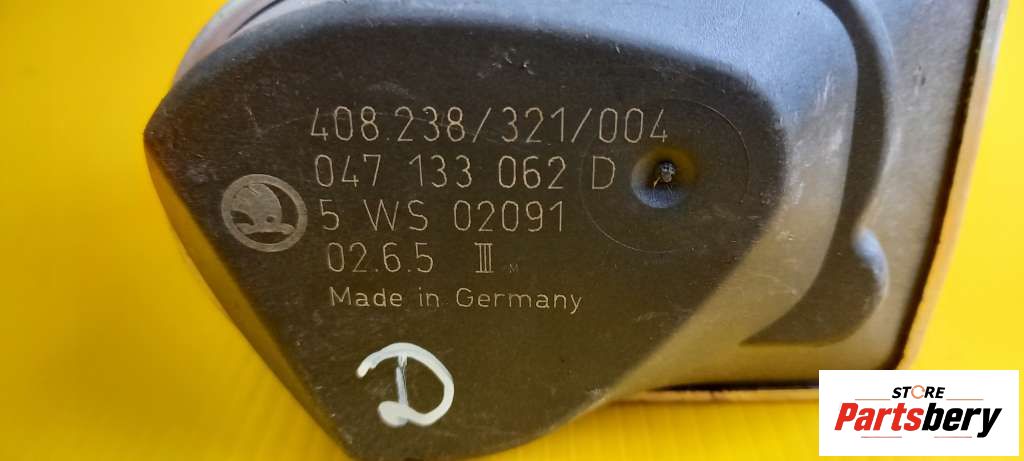 408.238/321/004
047 133 062 D
5 WS 02091
02.6.5 III M
Made in Germany
D
STORE
Partsbery